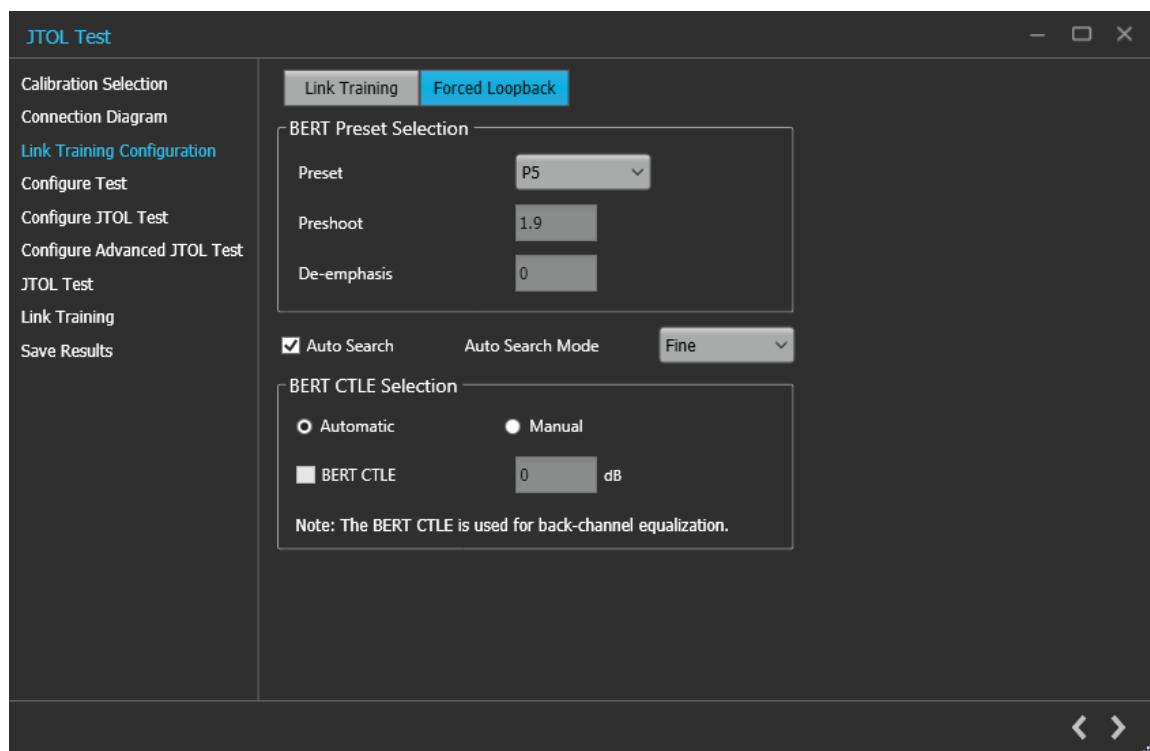 JTOL Test
Calibration Selection
Connection Diagram
Link Training Configuration
Configure Test
Configure JTOL Test
Configure Advanced JTOL Test
JTOL Test
Link Training
Save Results
Link Training Forced Loopback
BERT Preset Selection
Preset P5
Preshoot 1.9
De-emphasis 0
Auto Search Auto Search Mode Fine
BERT CTLE Selection
Automatic Manual
BERT CTLE 0 dB
Note: The BERT CTLE is used for back-channel equalization.